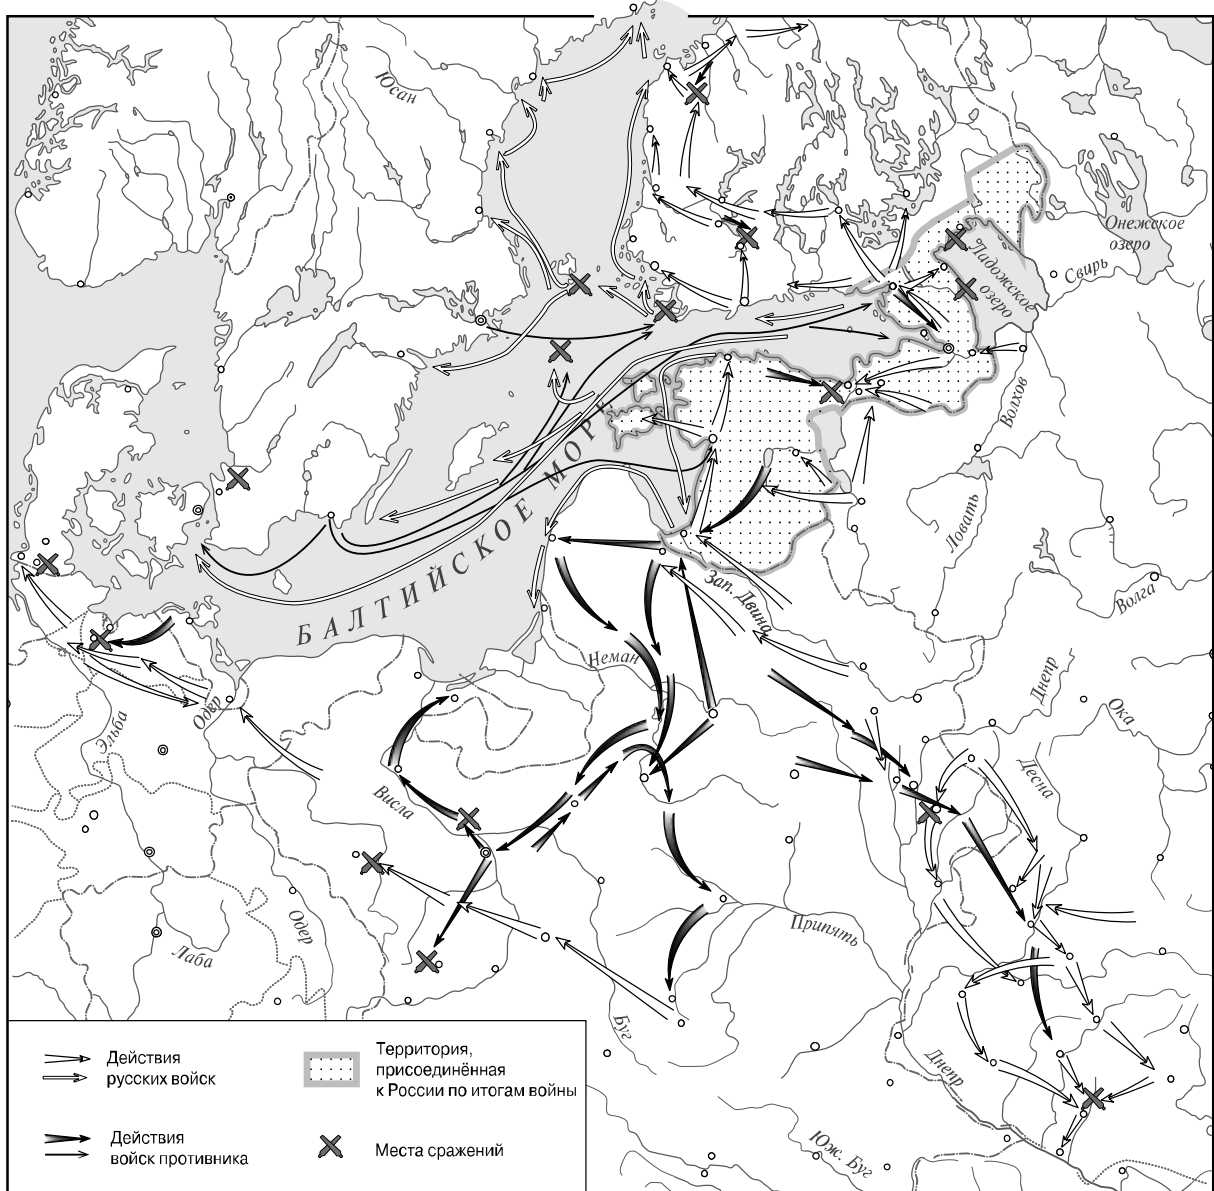 Юсан
Онежское
озеро
Свирь
Ладожское
озеро
Волхов
Ловать
Волга
БАЛТИЙСКОЕ МОРЕ
Зап. Двина
Неман
Днепр
Ока
Одер
Эльба
Десна
Висла
Одер
Припять
Лаба
Буг
Днепр
Юж. Буг
Действия
русских войск
Территория,
присоединённая
к России по итогам войны
Действия
войск противника
Места сражений